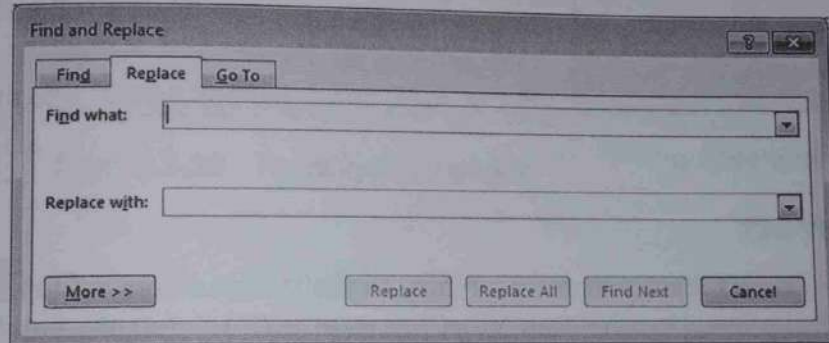 Find and Replace
Find Replace Go To
Find what:
Replace with:
More >> Replace Replace All Find Next Cancel